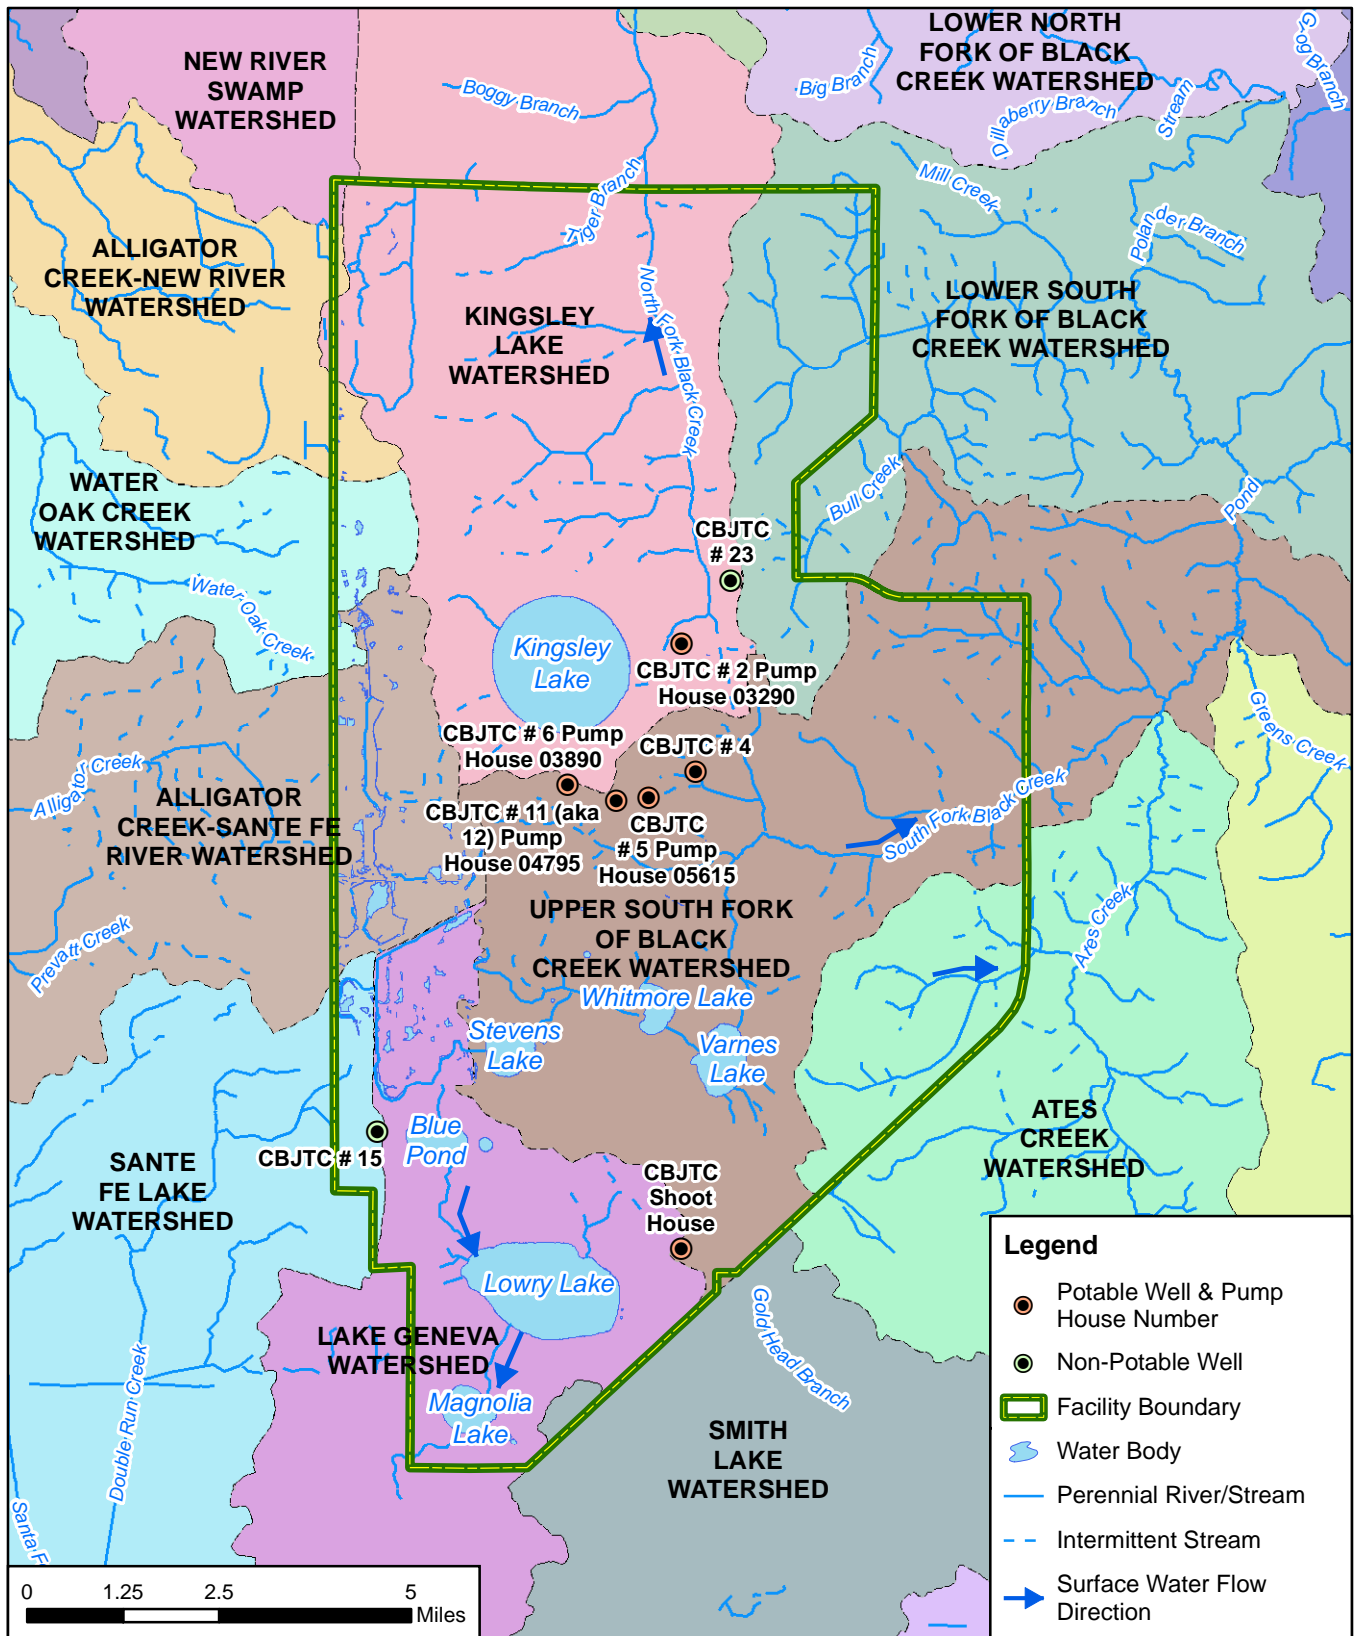 NEW RIVER
SWAMP
WATERSHED
LOWER NORTH
FORK OF BLACK
CREEK WATERSHED
Grog Branch
Big Branch
Boggy Branch
Dillaberry Branch
Stream
Mill Creek
Tiger Branch
Polander Branch
ALLIGATOR
CREEK-NEW RIVER
WATERSHED
KINGSLEY
LAKE
WATERSHED
North Fork Black Creek
LOWER SOUTH
FORK OF BLACK
CREEK WATERSHED
WATER
OAK CREEK
WATERSHED
Bull Creek
Pond
CBJTC
# 23
Water Oak Creek
Kingsley
Lake
CBJTC # 2 Pump
House 03290
CBJTC # 6 Pump
House 03890
CBJTC # 4
Greens Creek
Alligator Creek
ALLIGATOR
CREEK-SANTE FE
RIVER WATERSHED
CBJTC # 11 (aka
12) Pump
House 04795
CBJTC
# 5 Pump
House 05615
South Fork Black Creek
UPPER SOUTH FORK
OF BLACK
CREEK WATERSHED
Prevatt Creek
Ates Creek
Whitmore Lake
Stevens
Lake
Varnes
Lake
Blue
Pond
ATES
CREEK
WATERSHED
CBJTC # 15
SANTE
FE LAKE
WATERSHED
CBJTC
Shoot
House
Lowry Lake
LAKE GENEVA
WATERSHED
Gold Head Branch
Double Run Creek
Magnolia
Lake
SMITH
LAKE
WATERSHED
Santa F
Legend
Potable Well & Pump
House Number
Non-Potable Well
Facility Boundary
Water Body
Perennial River/Stream
Intermittent Stream
Surface Water Flow
Direction
0 1.25 2.5 5
Miles